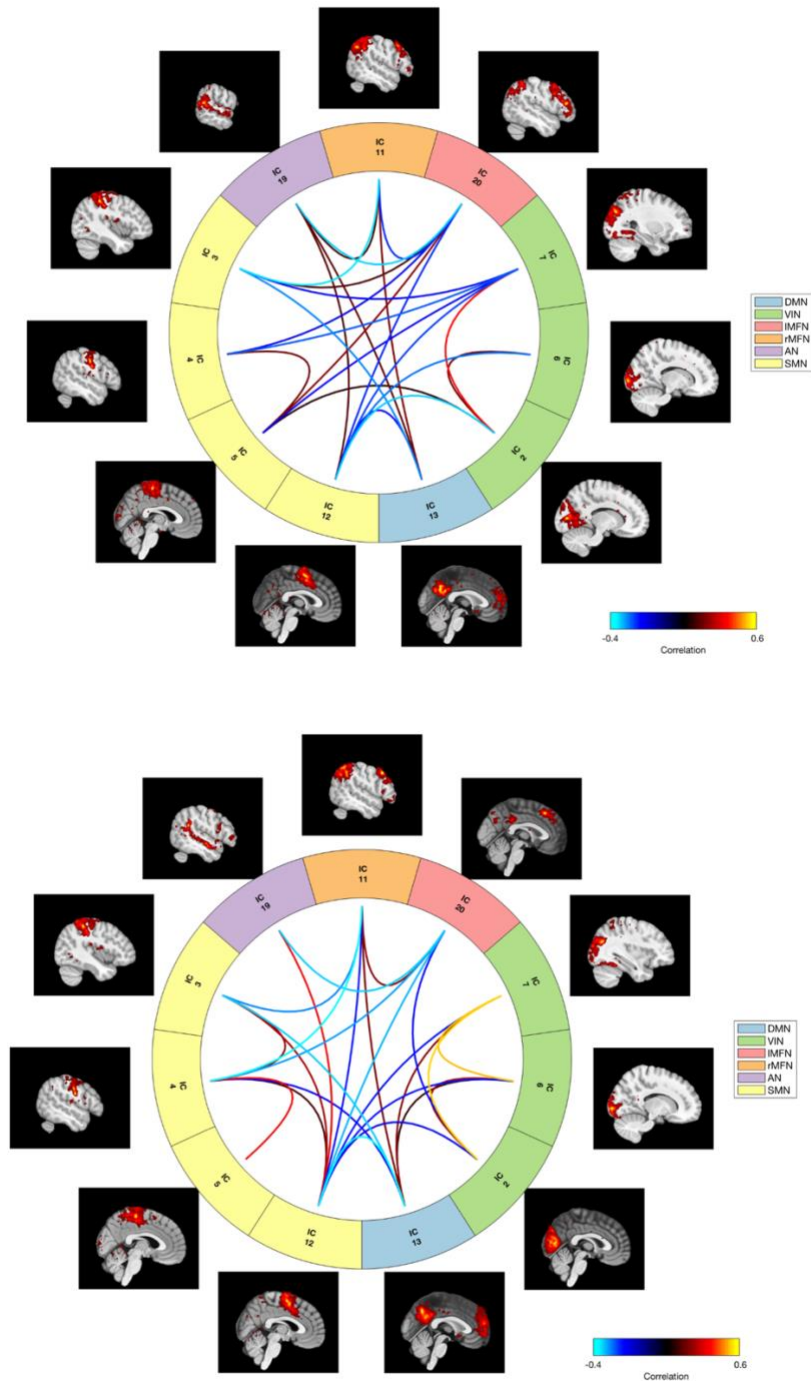 IC
11
IC
20
IC
7
IC
6
IC
2
IC
13
IC
12
IC
5
IC
4
IC
3
IC
19
DMN
VIN
lMFN
rMFN
AN
SMN
-0.4
0.6
Correlation
IC
11
IC
20
IC
7
IC
6
IC
2
IC
13
IC
12
IC
5
IC
4
IC
3
IC
19
DMN
VIN
lMFN
rMFN
AN
SMN
-0.4
0.6
Correlation